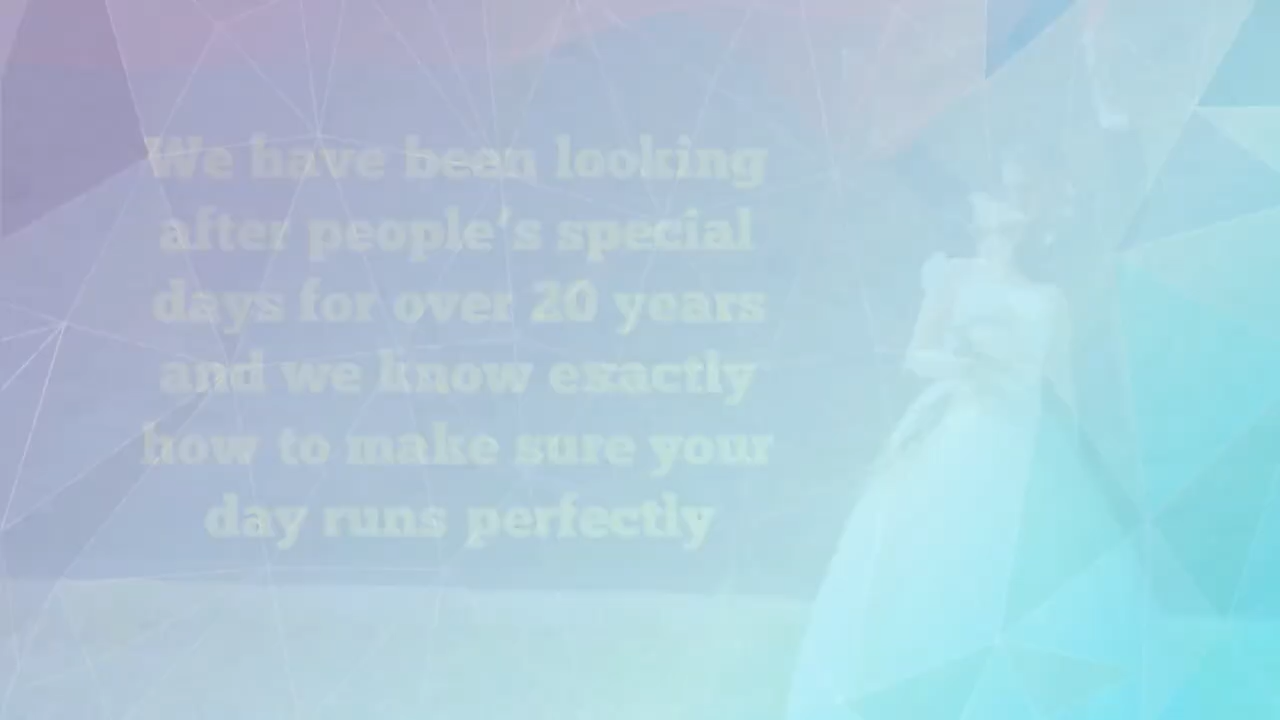 We have been looking
after people's special
days for over 20 years
and we know exactly
how to make sure your
day runs perfectly